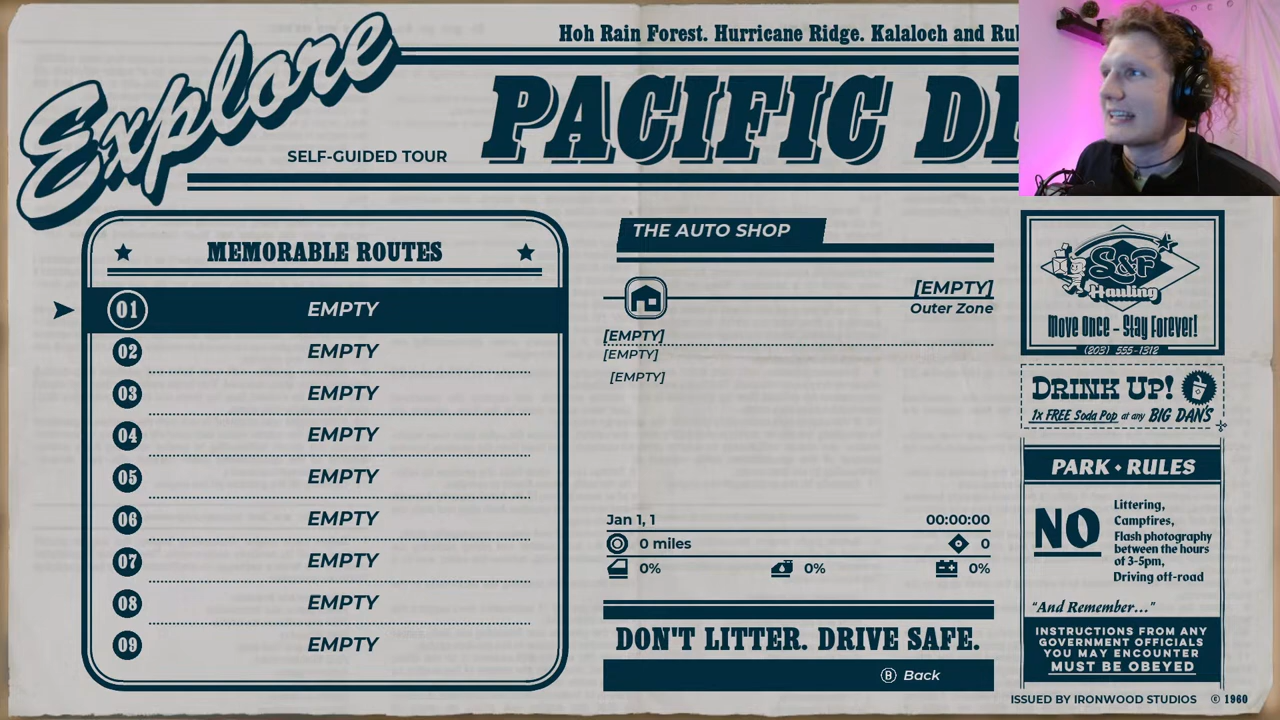 Explore
Hoh Rain Forest. Hurricane Ridge. Kalaloch and
SELF-GUIDED TOUR
PACIFIC
MEMORABLE ROUTES
01 EMPTY
02 EMPTY
03 EMPTY
04 EMPTY
05 EMPTY
06 EMPTY
07 EMPTY
08 EMPTY
09 EMPTY
THE AUTO SHOP
[EMPTY]
Outer Zone
[EMPTY]
[EMPTY]
[EMPTY]
Jan 1, 1 00:00:00
0 miles 0
0% 0% 0%
DON'T LITTER. DRIVE SAFE.
B Back
S&F
Hauling
Move Once - Stay Forever!
(203) 555-1312
DRINK UP!
1x FREE Soda Pop at any BIG DAN'S
PARK • RULES
NO
Littering,
Campfires,
Flash photography
between the hours
of 3-5pm,
Driving off-road
"And Remember..."
INSTRUCTIONS FROM ANY
GOVERNMENT OFFICIALS
YOU MAY ENCOUNTER
MUST BE OBEYED
ISSUED BY IRONWOOD STUDIOS © 1960